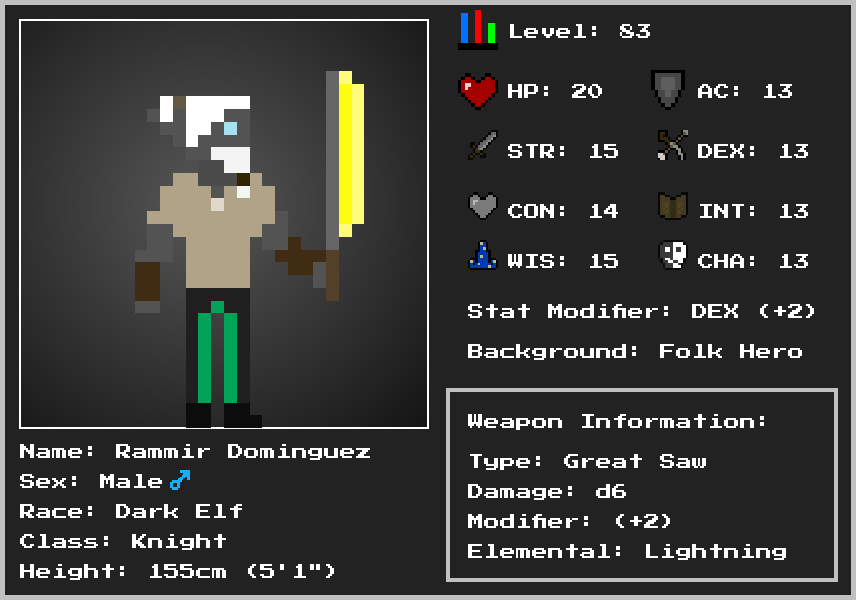 Level: 83
HP: 20 AC: 13
STR: 15 DEX: 13
CON: 14 INT: 13
WIS: 15 CHA: 13
Stat Modifier: DEX (+2)
Background: Folk Hero
Weapon Information:
Type: Great Saw
Damage: d6
Modifier: (+2)
Elemental: Lightning
Name: Rammir Dominguez
Sex: Male ♂
Race: Dark Elf
Class: Knight
Height: 155cm (5'1")